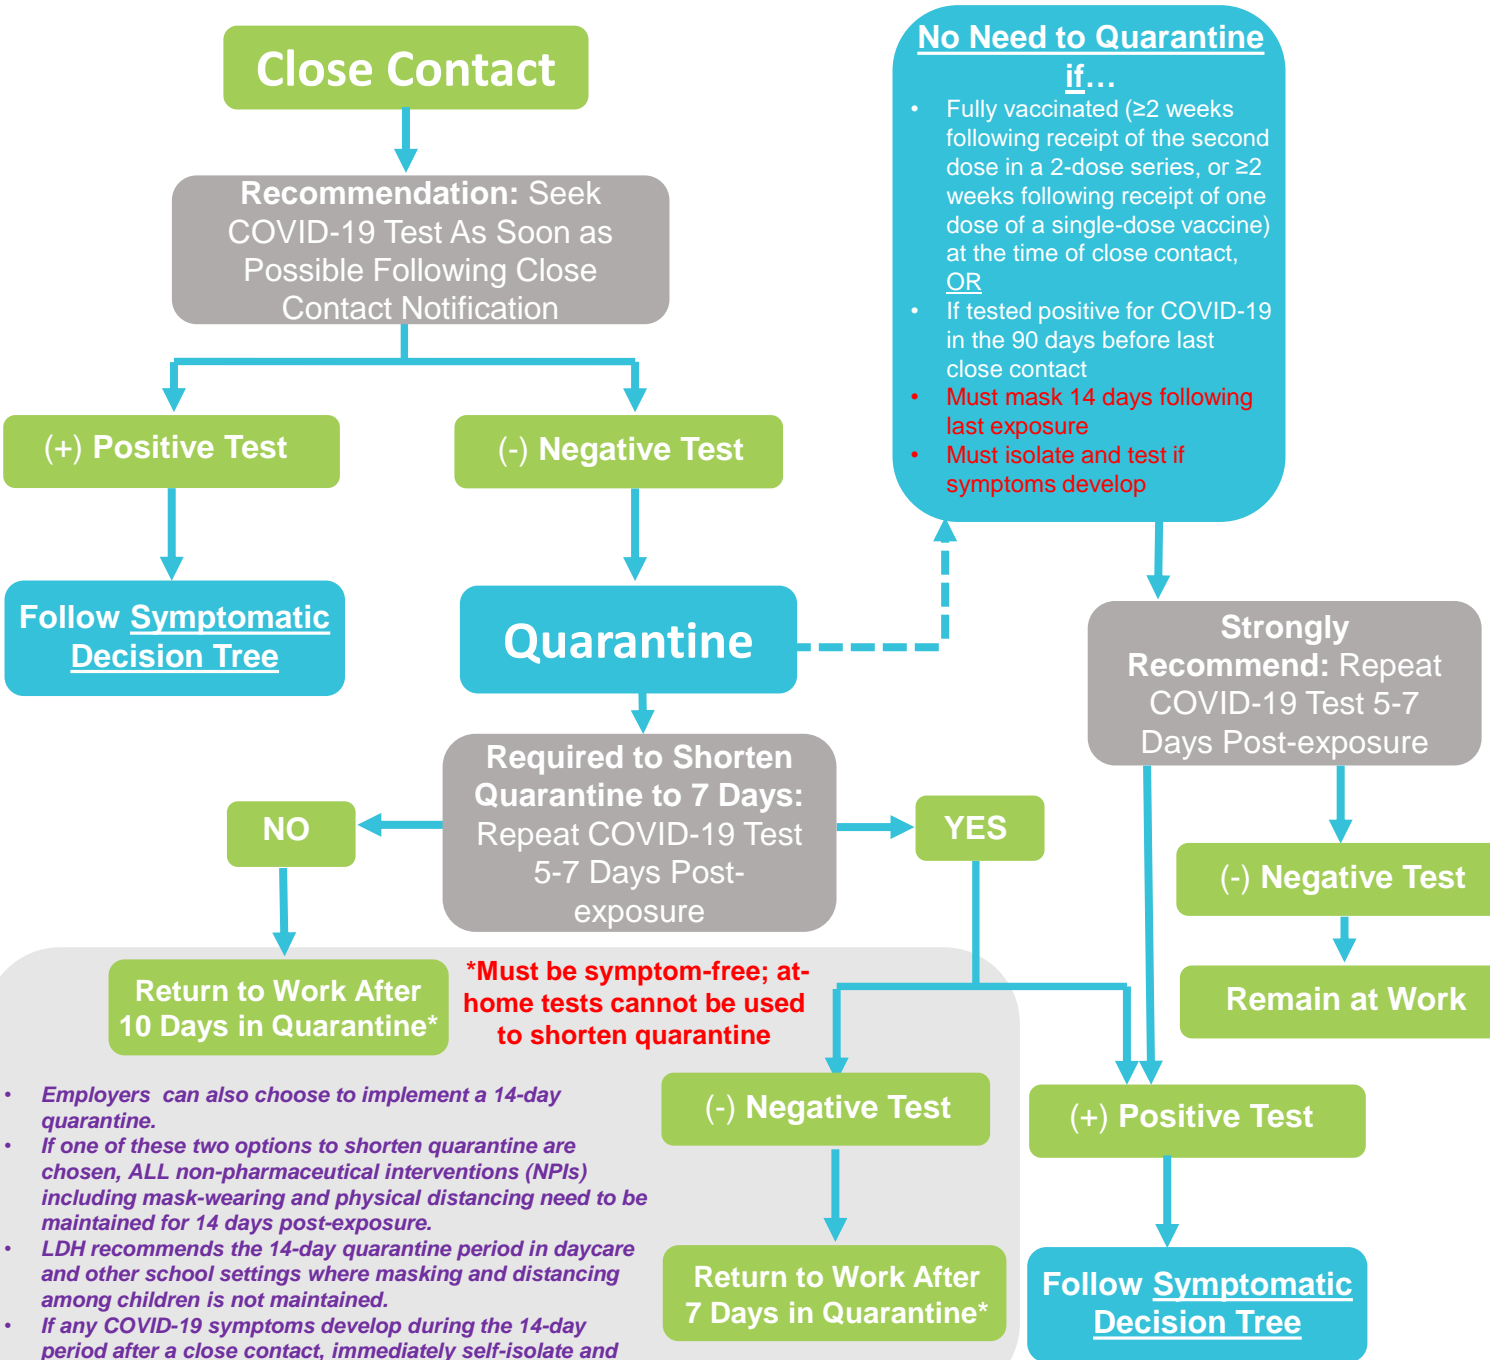 Close Contact
Recommendation: Seek
COVID-19 Test As Soon as
Possible Following Close
Contact Notification
(+) Positive Test
(-) Negative Test
Follow Symptomatic
Decision Tree
Quarantine
No Need to Quarantine
if…
• Fully vaccinated (≥2 weeks
following receipt of the second
dose in a 2-dose series, or ≥2
weeks following receipt of one
dose of a single-dose vaccine)
at the time of close contact,
OR
• If tested positive for COVID-19
in the 90 days before last
close contact
• Must mask 14 days following
last exposure
• Must isolate and test if
symptoms develop
Strongly
Recommend: Repeat
COVID-19 Test 5-7
Days Post-exposure
Required to Shorten
Quarantine to 7 Days:
Repeat COVID-19 Test
5-7 Days Post-
exposure
NO
YES
(-) Negative Test
Remain at Work
Return to Work After
10 Days in Quarantine*
*Must be symptom-free; at-
home tests cannot be used
to shorten quarantine
(-) Negative Test
(+) Positive Test
Return to Work After
7 Days in Quarantine*
Follow Symptomatic
Decision Tree
• Employers  can also choose to implement a 14-day
quarantine.
• If one of these two options to shorten quarantine are
chosen, ALL non-pharmaceutical interventions (NPIs)
including mask-wearing and physical distancing need to be
maintained for 14 days post-exposure.
• LDH recommends the 14-day quarantine period in daycare
and other school settings where masking and distancing
among children is not maintained.
• If any COVID-19 symptoms develop during the 14-day
period after a close contact, immediately self-isolate and